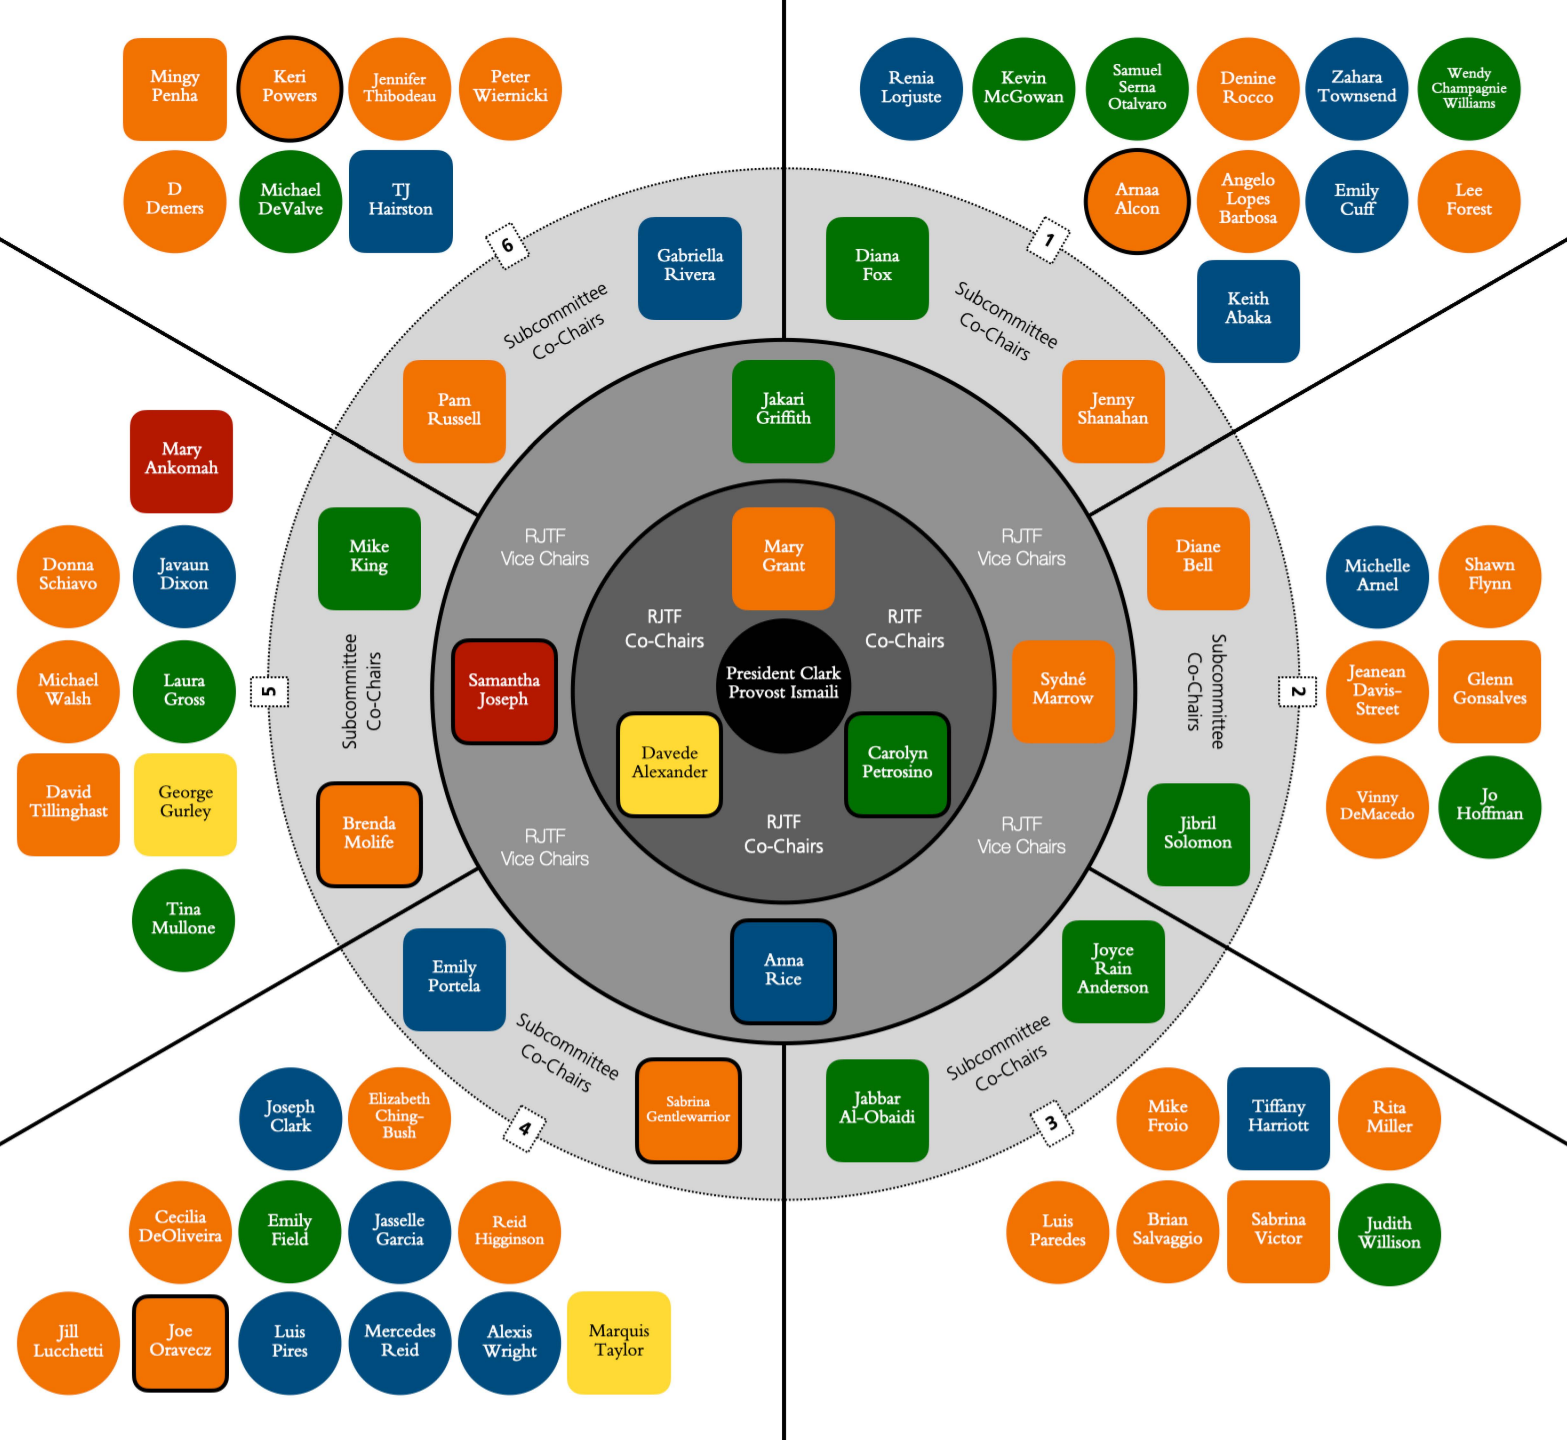 Mingy
Penha
Keri
Powers
Jennifer
Thibodeau
Peter
Wiernicki
D
Demers
Michael
DeValve
TJ
Hairston
6
Subcommittee
Co-Chairs
Gabriella
Rivera
Pam
Russell
Renia
Lorjuste
Kevin
McGowan
Samuel
Serna
Otalvaro
Denine
Rocco
Zahara
Townsend
Wendy
Champagnie
Williams
Arnaa
Alcon
Angelo
Lopes
Barbosa
Emily
Cuff
Lee
Forest
Keith
Abaka
1
Subcommittee
Co-Chairs
Diana
Fox
Jenny
Shanahan
Jakari
Griffith
RJTF
Vice Chairs
RJTF
Vice Chairs
Mary
Grant
RJTF
Co-Chairs
RJTF
Co-Chairs
President Clark
Provost Ismaili
Samantha
Joseph
Sydné
Marrow
Davede
Alexander
Carolyn
Petrosino
RJTF
Co-Chairs
RJTF
Vice Chairs
RJTF
Vice Chairs
Anna
Rice
Mary
Ankomah
Donna
Schiavo
Javaun
Dixon
Michael
Walsh
Laura
Gross
David
Tillinghast
George
Gurley
Tina
Mullone
5
Subcommittee
Co-Chairs
Mike
King
Brenda
Molife
Diane
Bell
Subcommittee
Co-Chairs
2
Jibril
Solomon
Michelle
Arnel
Shawn
Flynn
Jeanean
Davis-
Street
Glenn
Gonsalves
Vinny
DeMacedo
Jo
Hoffman
Emily
Portela
Subcommittee
Co-Chairs
Sabrina
Gentlewarrior
4
Joseph
Clark
Elizabeth
Ching-
Bush
Cecilia
DeOliveira
Emily
Field
Jasselle
Garcia
Reid
Higginson
Jill
Lucchetti
Joe
Oravecz
Luis
Pires
Mercedes
Reid
Alexis
Wright
Marquis
Taylor
Joyce
Rain
Anderson
Subcommittee
Co-Chairs
Jabbar
Al-Obaidi
3
Mike
Froio
Tiffany
Harriott
Rita
Miller
Luis
Paredes
Brian
Salvaggio
Sabrina
Victor
Judith
Willison